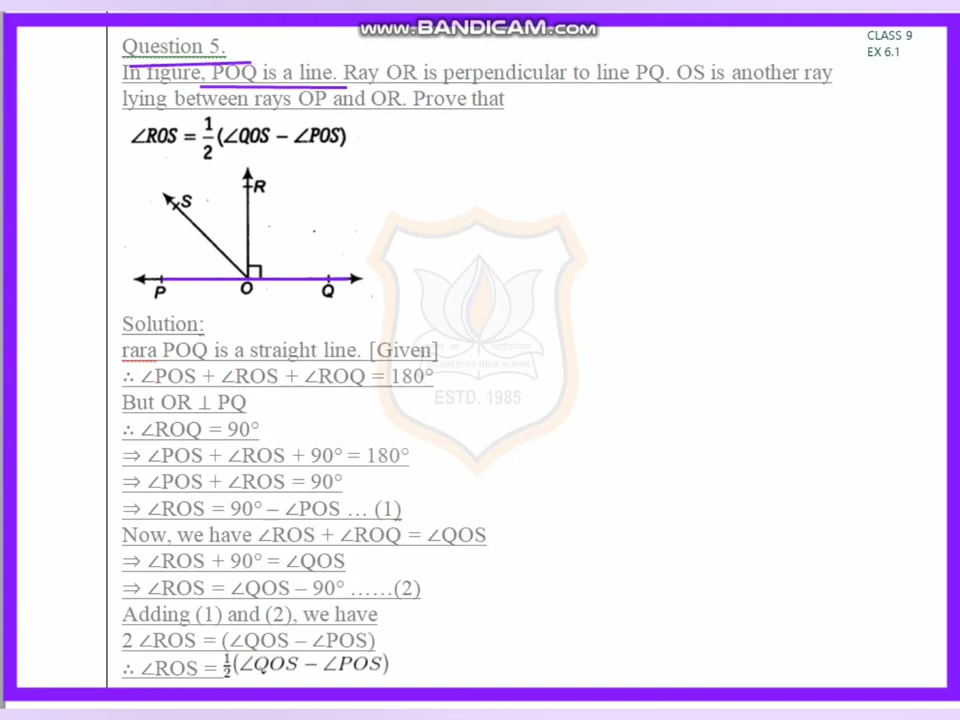 WWW.BANDICAM.COM
CLASS 9
EX 6.1
Question 5.
In figure, POQ is a line. Ray OR is perpendicular to line PQ. OS is another ray
lying between rays OP and OR. Prove that
∠ROS = 1/2 (∠QOS – ∠POS)
R
S
P
O
Q
Solution:
rara POQ is a straight line. [Given]
∴ ∠POS + ∠ROS + ∠ROQ = 180°
But OR ⊥ PQ
∴ ∠ROQ = 90°
⇒ ∠POS + ∠ROS + 90° = 180°
⇒ ∠POS + ∠ROS = 90°
⇒ ∠ROS = 90° – ∠POS … (1)
Now, we have ∠ROS + ∠ROQ = ∠QOS
⇒ ∠ROS + 90° = ∠QOS
⇒ ∠ROS = ∠QOS – 90° ……(2)
Adding (1) and (2), we have
2 ∠ROS = (∠QOS – ∠POS)
∴ ∠ROS = 1/2 (∠QOS – ∠POS)
ESTD. 1985